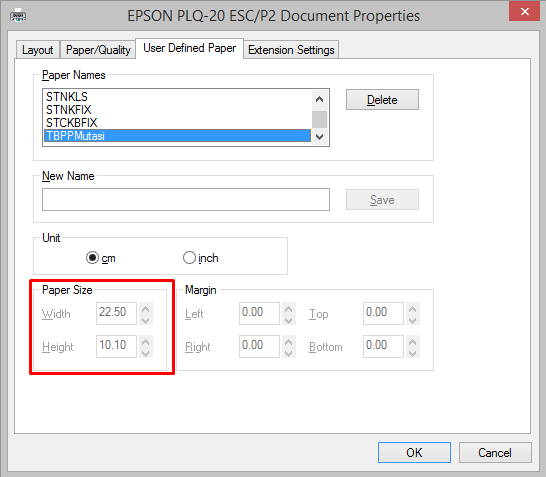 EPSON PLQ-20 ESC/P2 Document Properties
Layout Paper/Quality User Defined Paper Extension Settings
Paper Names
STNKLS
STNKFIX
STCKBFIX
TBPPMutasi
Delete
New Name
Save
Unit
cm inch
Paper Size Margin
Width 22.50 Left 0.00 Top 0.00
Height 10.10 Right 0.00 Bottom 0.00
OK Cancel